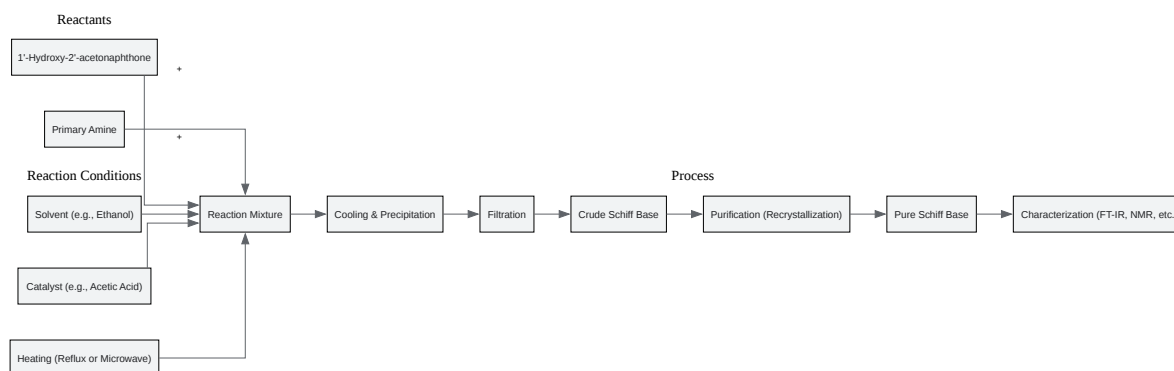 Reactants
1'-Hydroxy-2'-acetonaphthone
+
Primary Amine
+
Reaction Conditions
Process
Solvent (e.g., Ethanol)
Reaction Mixture
Cooling & Precipitation
Filtration
Crude Schiff Base
Purification (Recrystallization)
Pure Schiff Base
Characterization (FT-IR, NMR, etc.
Catalyst (e.g., Acetic Acid)
Heating (Reflux or Microwave)